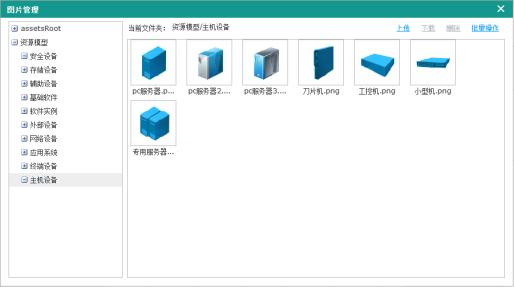 图片管理
assetsRoot
资源模型
安全设备
存储设备
辅助设备
基础软件
软件实例
外部设备
网络设备
应用系统
终端设备
主机设备
当前文件夹： 资源模型/主机设备
上传 下载 删除 批量操作
pc服务器.p... pc服务器2.... pc服务器3.... 刀片机.png 工控机.png 小型机.png
专用服务器...